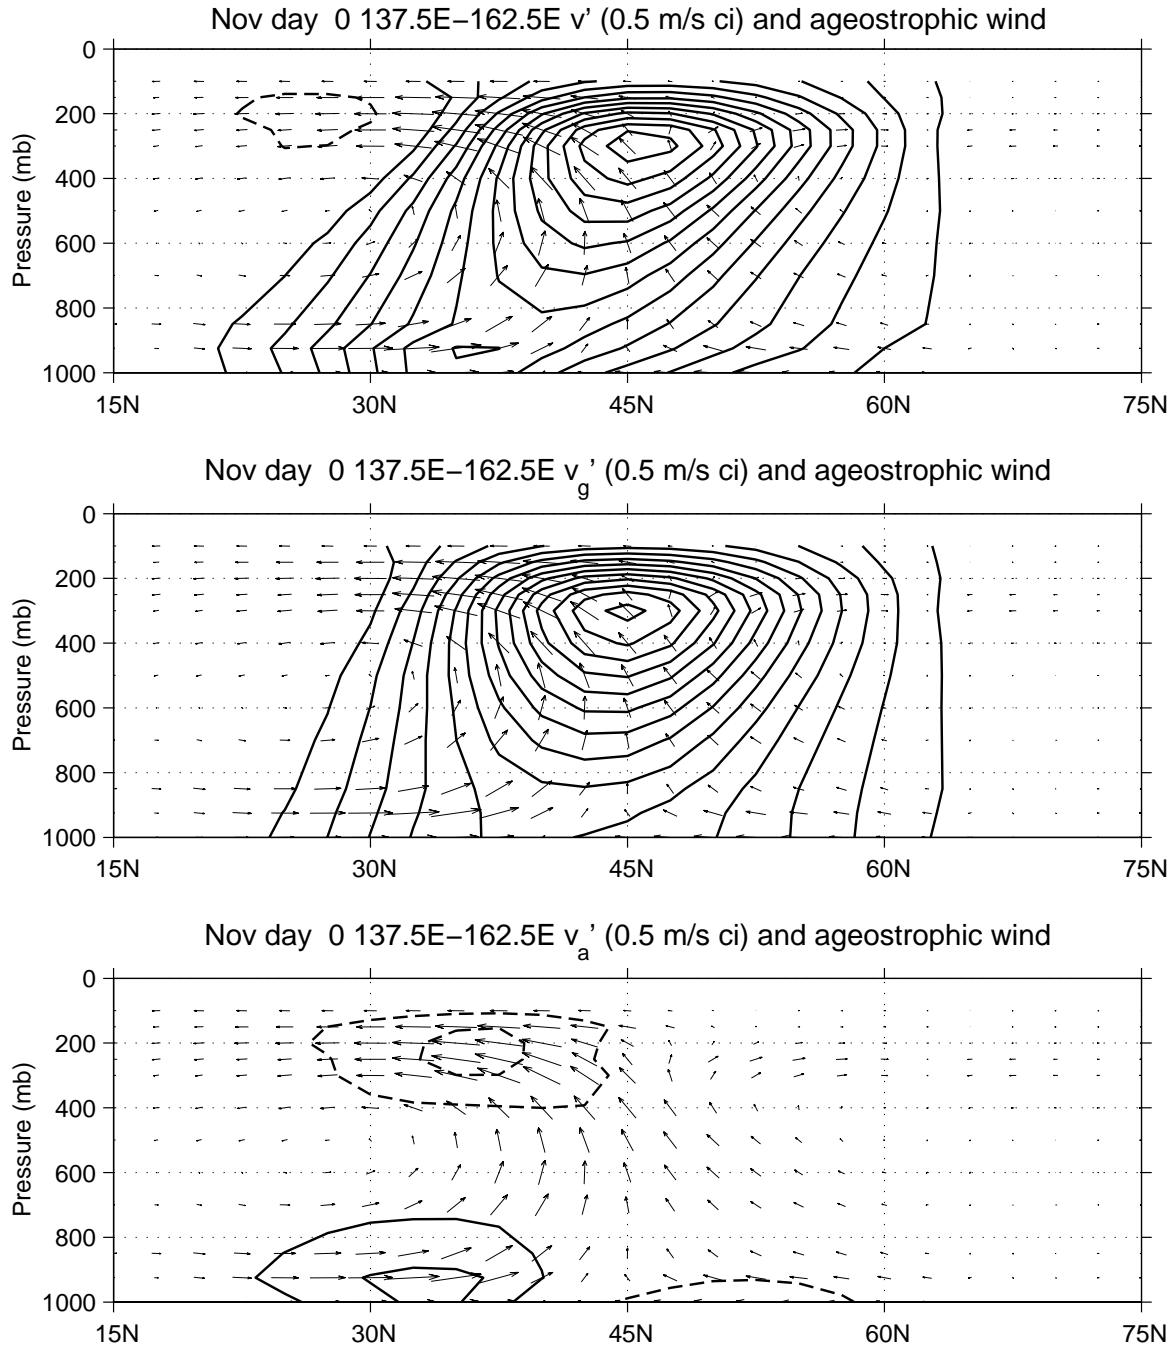 Nov day 0 137.5E−162.5E v’ (0.5 m/s ci) and ageostrophic wind
0
200
400
600
800
1000
Pressure (mb)
15N 30N 45N 60N 75N
Nov day 0 137.5E−162.5E vg’ (0.5 m/s ci) and ageostrophic wind
0
200
400
600
800
1000
Pressure (mb)
15N 30N 45N 60N 75N
Nov day 0 137.5E−162.5E va’ (0.5 m/s ci) and ageostrophic wind
0
200
400
600
800
1000
Pressure (mb)
15N 30N 45N 60N 75N